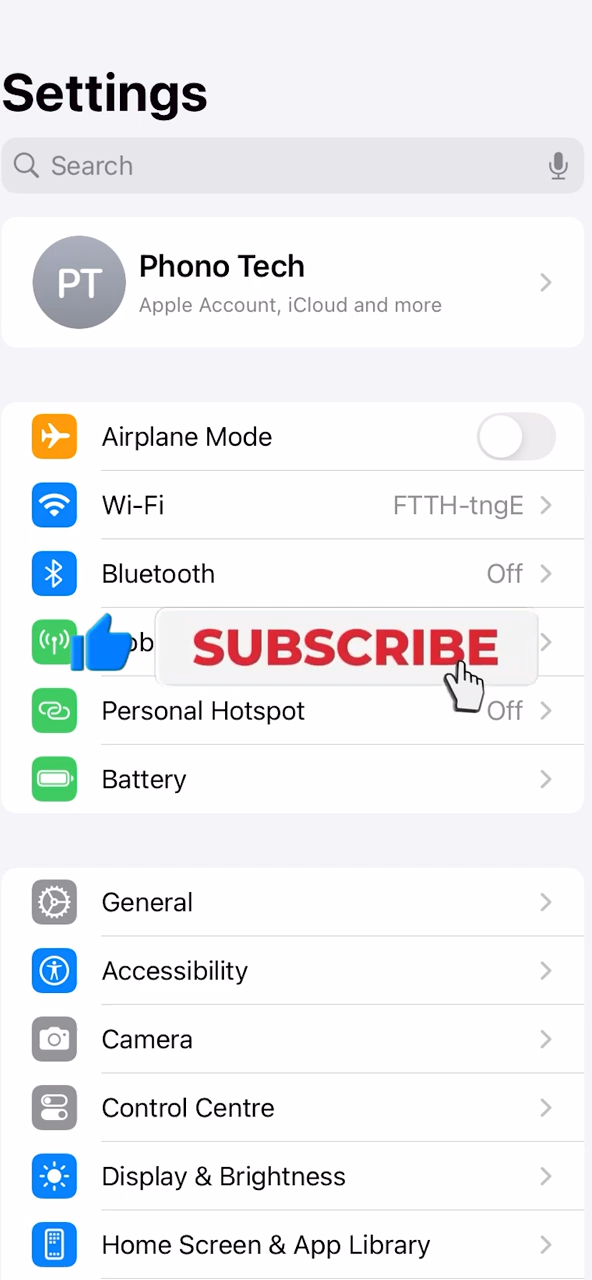 Settings
Search
PT
Phono Tech
Apple Account, iCloud and more
Airplane Mode
Wi-Fi FTTH-tngE
Bluetooth Off
SUBSCRIBE
Personal Hotspot Off
Battery
General
Accessibility
Camera
Control Centre
Display & Brightness
Home Screen & App Library